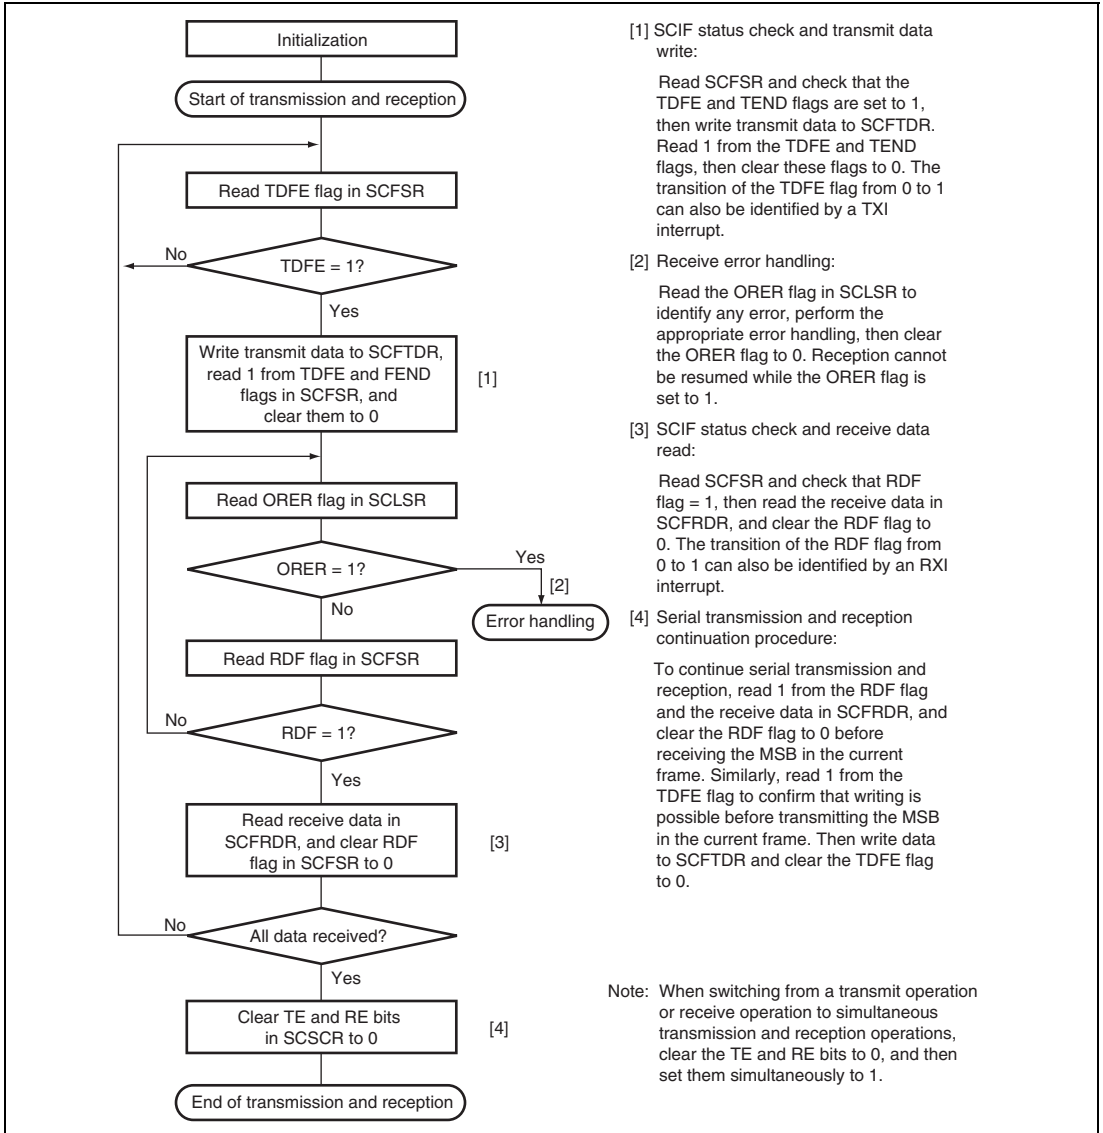 Initialization
Start of transmission and reception
Read TDFE flag in SCFSR
No
TDFE = 1?
Yes
Write transmit data to SCFTDR,
read 1 from TDFE and FEND
flags in SCFSR, and
clear them to 0
[1]
Read ORER flag in SCLSR
ORER = 1?
Yes
[2]
No
Error handling
Read RDF flag in SCFSR
No
RDF = 1?
Yes
Read receive data in
SCFRDR, and clear RDF
flag in SCFSR to 0
[3]
No
All data received?
Yes
Clear TE and RE bits
in SCSCR to 0
[4]
End of transmission and reception
[1] SCIF status check and transmit data
write:
Read SCFSR and check that the
TDFE and TEND flags are set to 1,
then write transmit data to SCFTDR.
Read 1 from the TDFE and TEND
flags, then clear these flags to 0. The
transition of the TDFE flag from 0 to 1
can also be identified by a TXI
interrupt.
[2] Receive error handling:
Read the ORER flag in SCLSR to
identify any error, perform the
appropriate error handling, then clear
the ORER flag to 0. Reception cannot
be resumed while the ORER flag is
set to 1.
[3] SCIF status check and receive data
read:
Read SCFSR and check that RDF
flag = 1, then read the receive data in
SCFRDR, and clear the RDF flag to
0. The transition of the RDF flag from
0 to 1 can also be identified by an RXI
interrupt.
[4] Serial transmission and reception
continuation procedure:
To continue serial transmission and
reception, read 1 from the RDF flag
and the receive data in SCFRDR, and
clear the RDF flag to 0 before
receiving the MSB in the current
frame. Similarly, read 1 from the
TDFE flag to confirm that writing is
possible before transmitting the MSB
in the current frame. Then write data
to SCFTDR and clear the TDFE flag
to 0.
Note: When switching from a transmit operation
or receive operation to simultaneous
transmission and reception operations,
clear the TE and RE bits to 0, and then
set them simultaneously to 1.